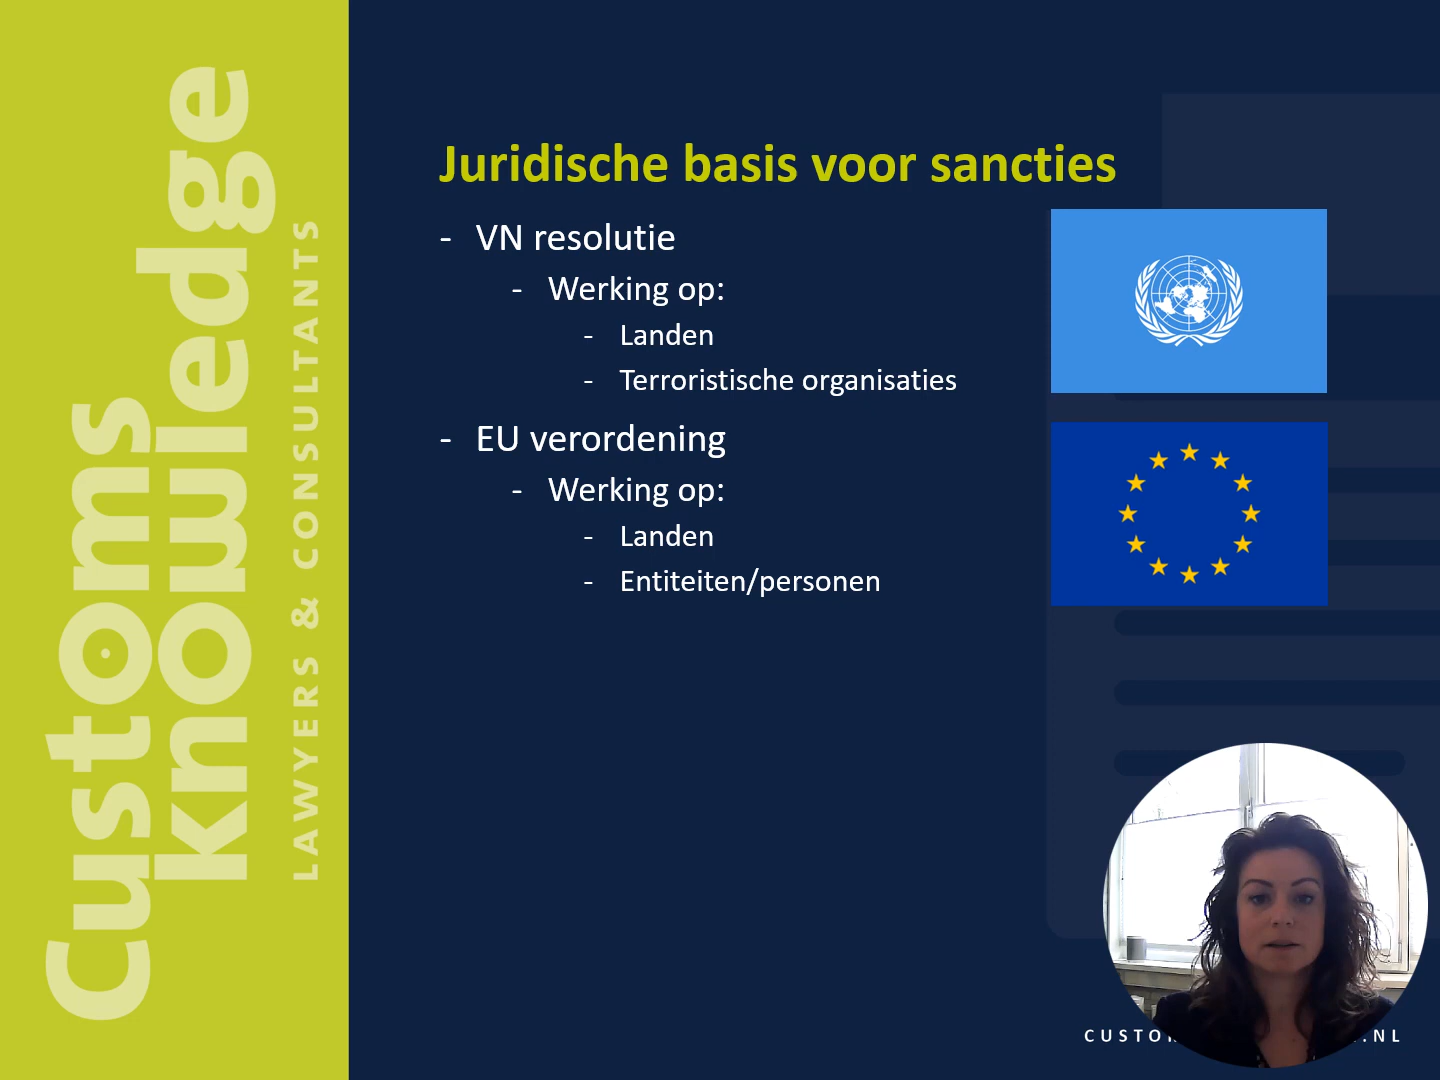 Customs
knowledge
LAWYERS & CONSULTANTS
Juridische basis voor sancties
- VN resolutie
- Werking op:
- Landen
- Terroristische organisaties
- EU verordening
- Werking op:
- Landen
- Entiteiten/personen
.NL